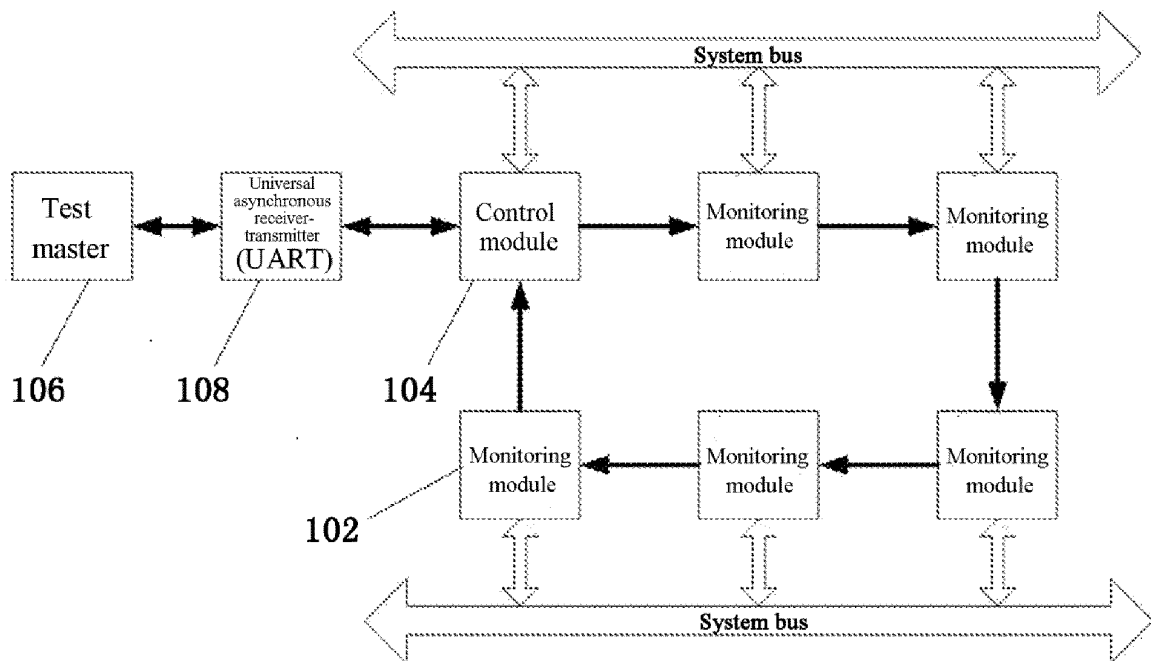 System bus
Test
master
Universal
asynchronous
receiver-
transmitter
(UART)
Control
module
Monitoring
module
Monitoring
module
106
108
104
Monitoring
module
Monitoring
module
Monitoring
module
102
System bus